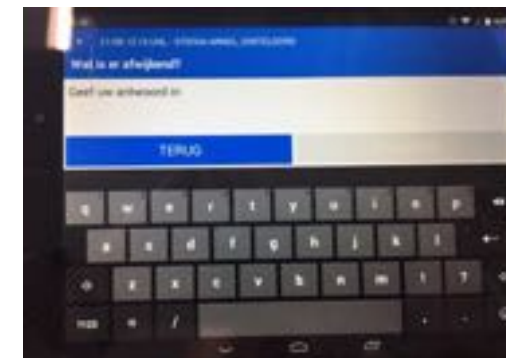 Wat is er afwijkend?
Geef uw antwoord in
TERUG
q w e r t y u i o p
a s d f g h j k l
z x c v b n m ! ?
/